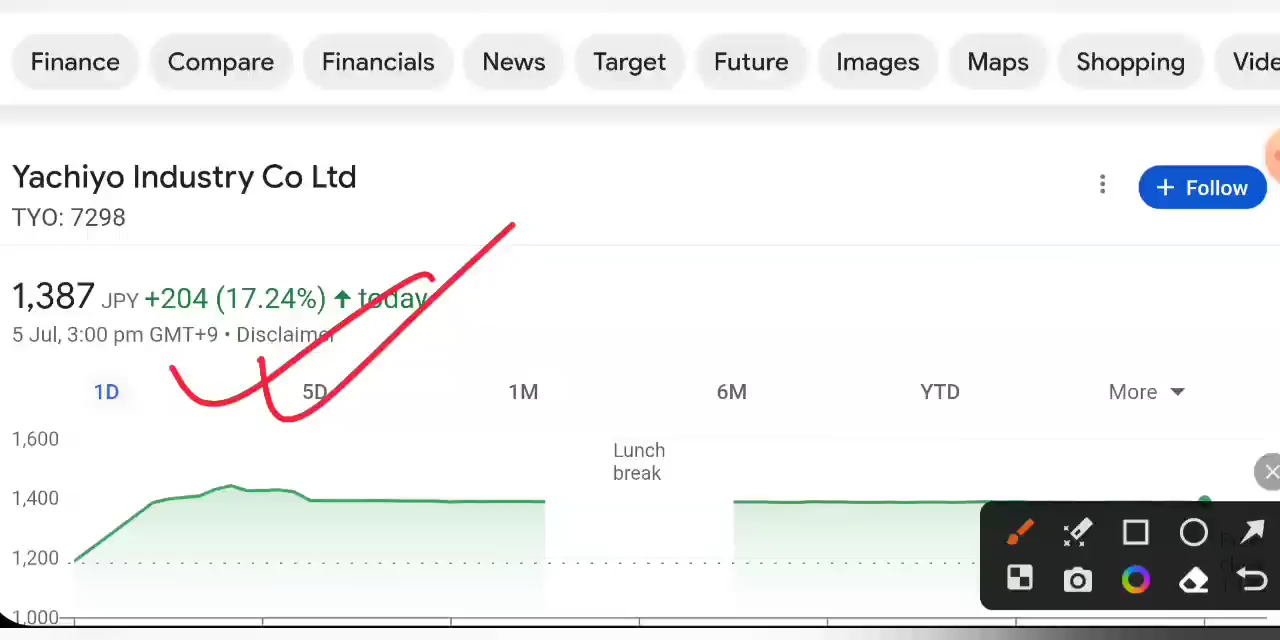 Finance Compare Financials News Target Future Images Maps Shopping Vide
Yachiyo Industry Co Ltd
TYO: 7298
+ Follow
1,387 JPY +204 (17.24%) ↑ today
5 Jul, 3:00 pm GMT+9 • Disclaimer
1D 5D 1M 6M YTD More
1,600
Lunch
break
1,400
1,200
1,000